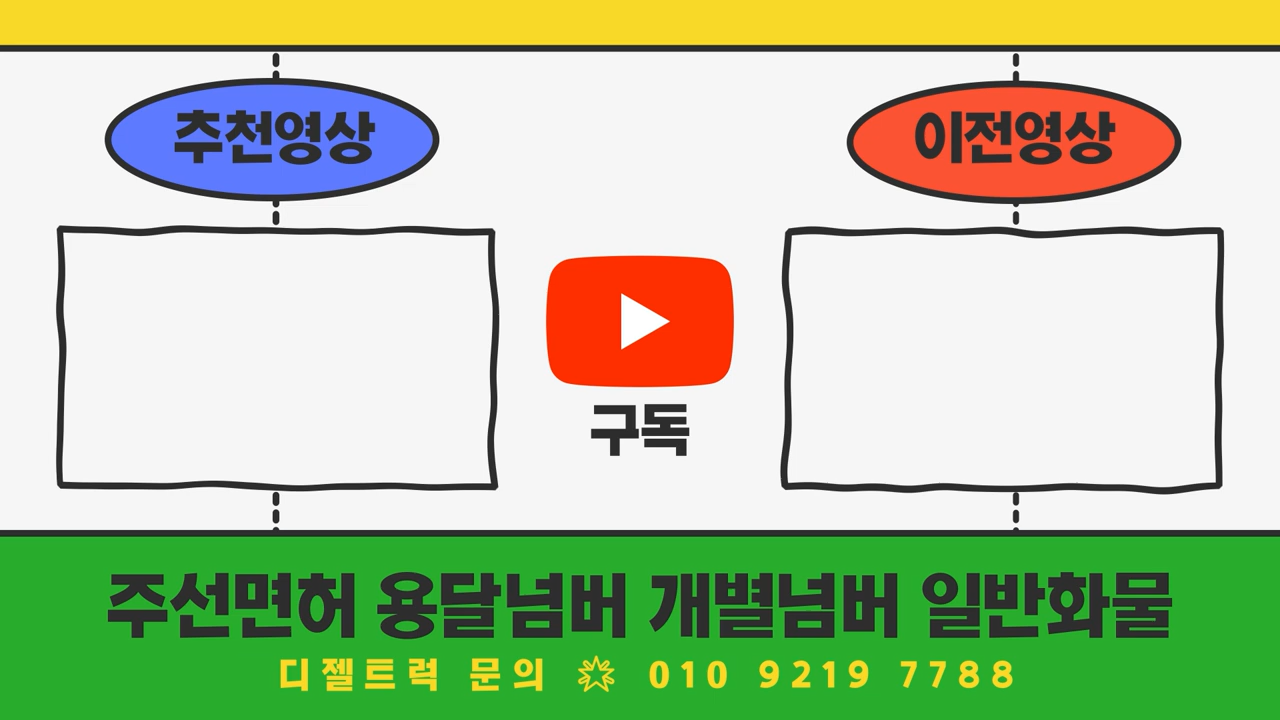 추천영상
이전영상
구독
주선면허 용달넘버 개별넘버 일반화물
디젤트럭 문의 010 9219 7788